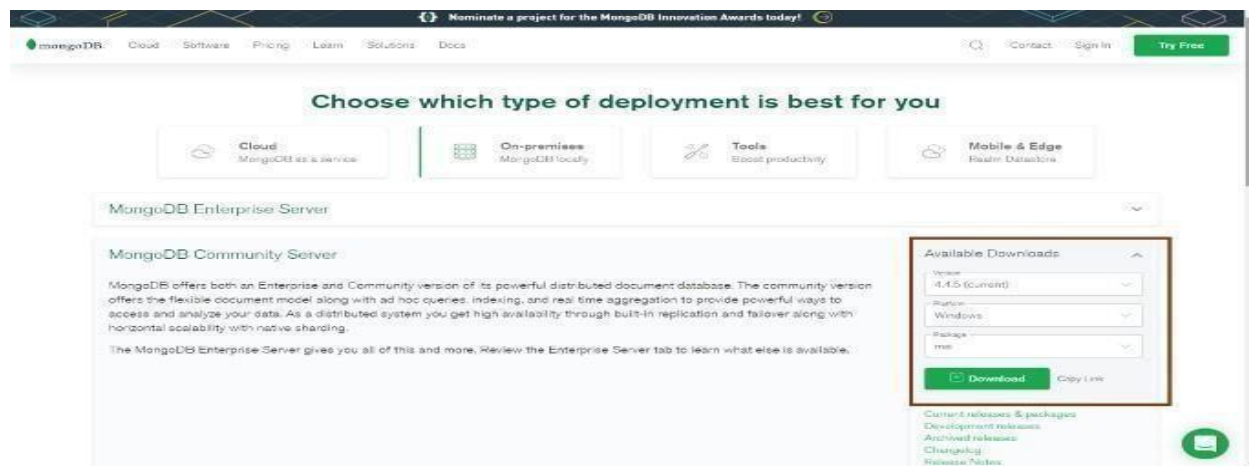 Nominate a project for the MongoDB Innovation Awards today!
mongoDB. Cloud Software Pricing Learn Solutions Docs Contact Sign In Try Free
Choose which type of deployment is best for you
Cloud
MongoDB as a service
On-premises
MongoDB locally
Tools
Boost productivity
Mobile & Edge
Realm Datastore
MongoDB Enterprise Server
MongoDB Community Server
MongoDB offers both an Enterprise and Community version of its powerful distributed document database. The community version
offers the flexible document model along with ad hoc queries, indexing, and real time aggregation to provide powerful ways to
access and analyze your data. As a distributed system you get high availability through built-in replication and failover along with
horizontal scalability with native sharding.
The MongoDB Enterprise Server gives you all of this and more. Review the Enterprise Server tab to learn what else is available.
Available Downloads
Version
4.4.5 (current)
Platform
Windows
Package
msi
Download Copy Link
Current releases & packages
Development releases
Archived releases
Changelog
Release Notes